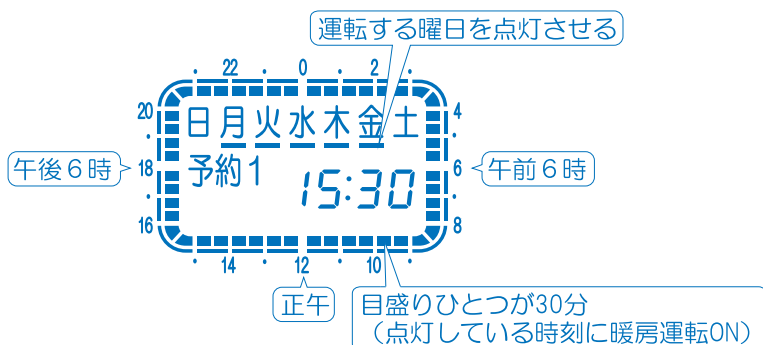 運転する曜日を点灯させる
22 ・ 0 ・ 2 ・
20 日月火水木金土 4
午後6時 18 予約1 15:30 6 午前6時
16 8
・ 14 ・ 12 ・ 10 ・
正午
目盛りひとつが30分
（点灯している時刻に暖房運転ON）